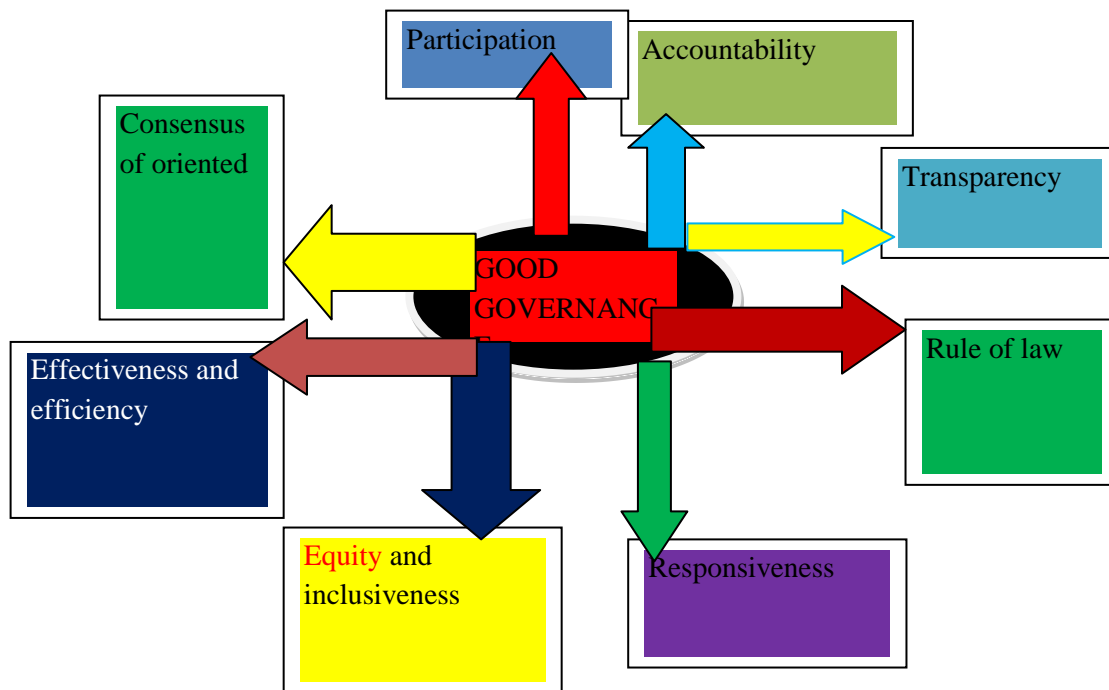 Participation
Accountability
Consensus
of oriented
Transparency
GOOD
GOVERNANC
Rule of law
Effectiveness and
efficiency
Equity and
inclusiveness
Responsiveness